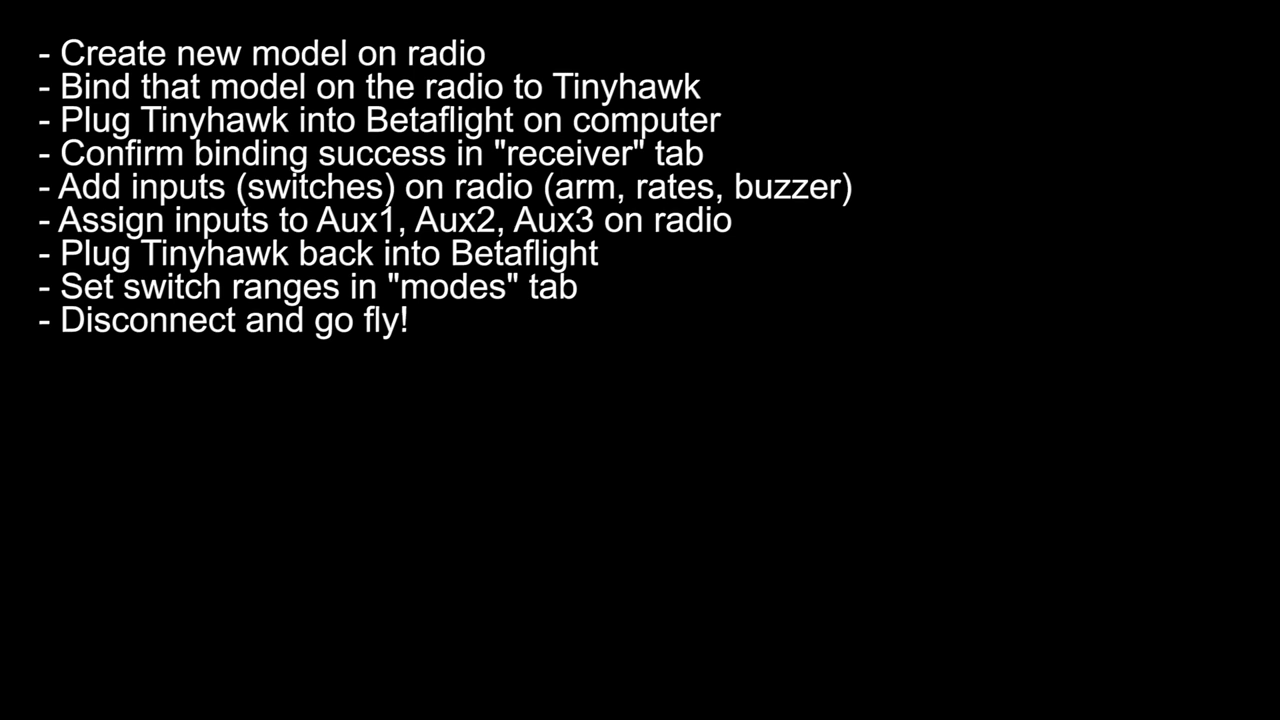 - Create new model on radio
- Bind that model on the radio to Tinyhawk
- Plug Tinyhawk into Betaflight on computer
- Confirm binding success in "receiver" tab
- Add inputs (switches) on radio (arm, rates, buzzer)
- Assign inputs to Aux1, Aux2, Aux3 on radio
- Plug Tinyhawk back into Betaflight
- Set switch ranges in "modes" tab
- Disconnect and go fly!